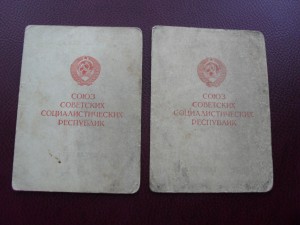 СОЮЗ
СОВЕТСКИХ
СОЦИАЛИСТИЧЕСКИХ
РЕСПУБЛИК
СОЮЗ
СОВЕТСКИХ
СОЦИАЛИСТИЧЕСКИХ
РЕСПУБЛИК